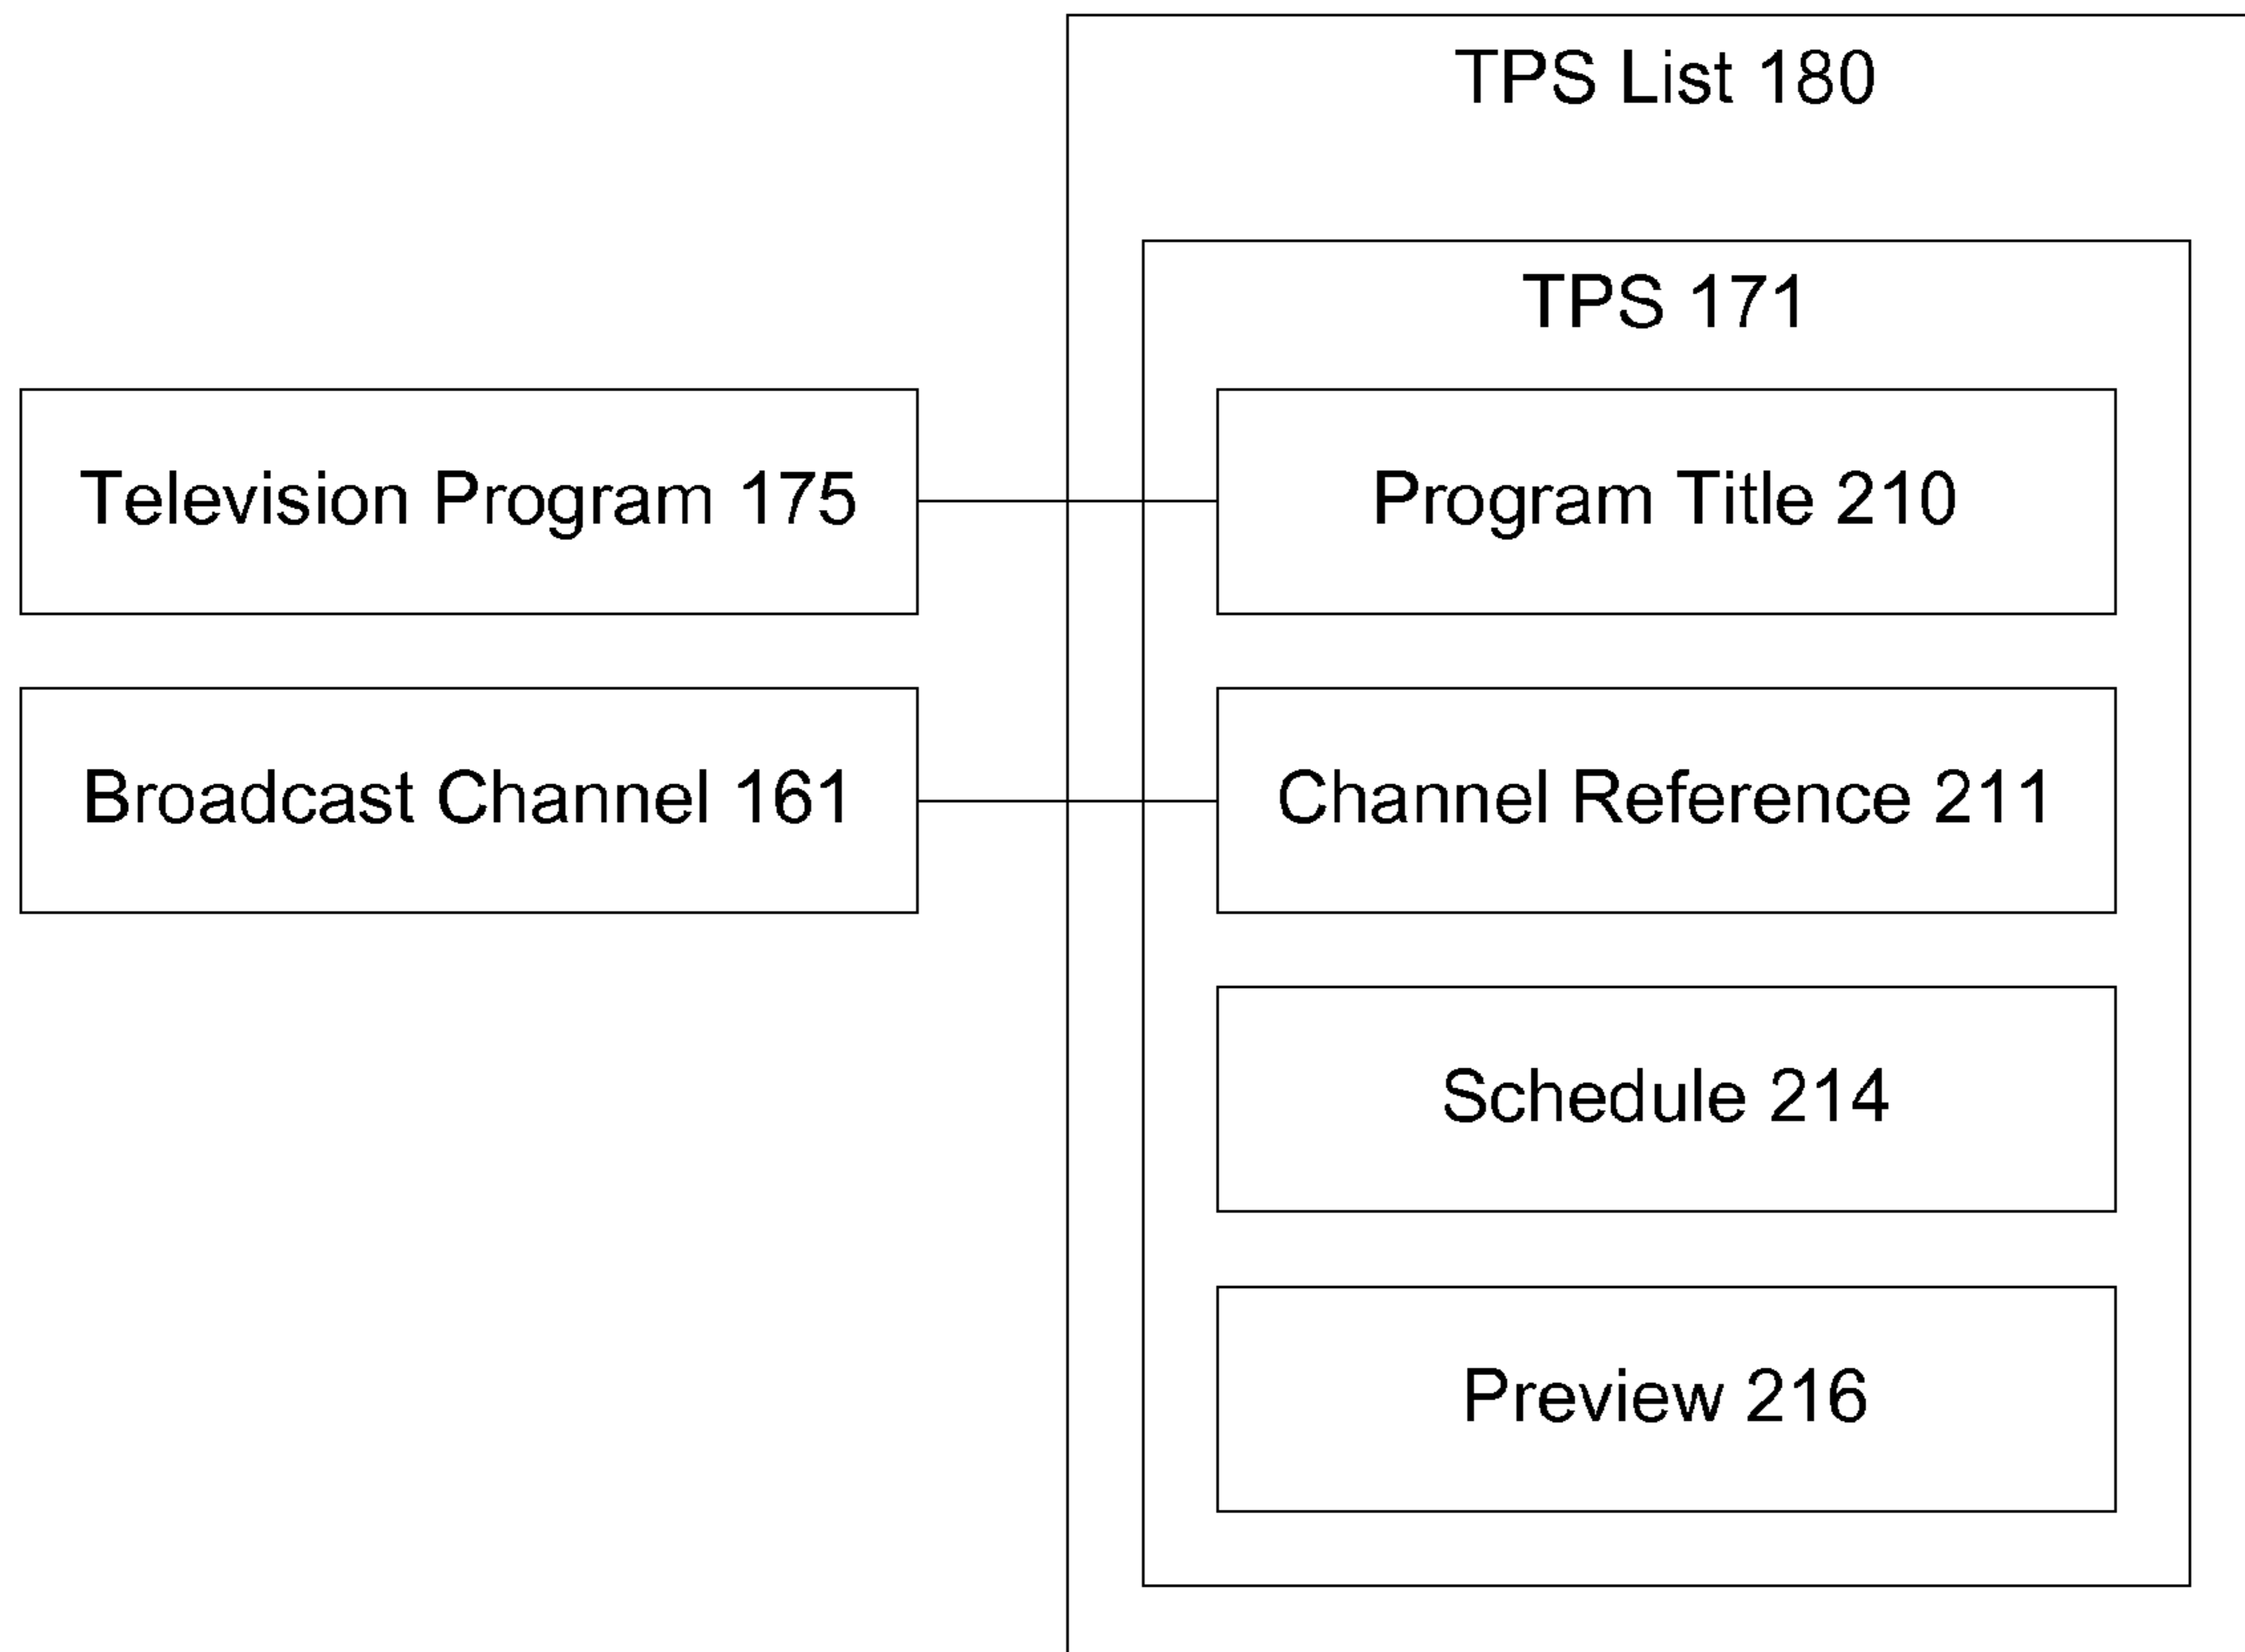 TPS List 180
TPS 171
Television Program 175
Program Title 210
Broadcast Channel 161
Channel Reference 211
Schedule 214
Preview 216